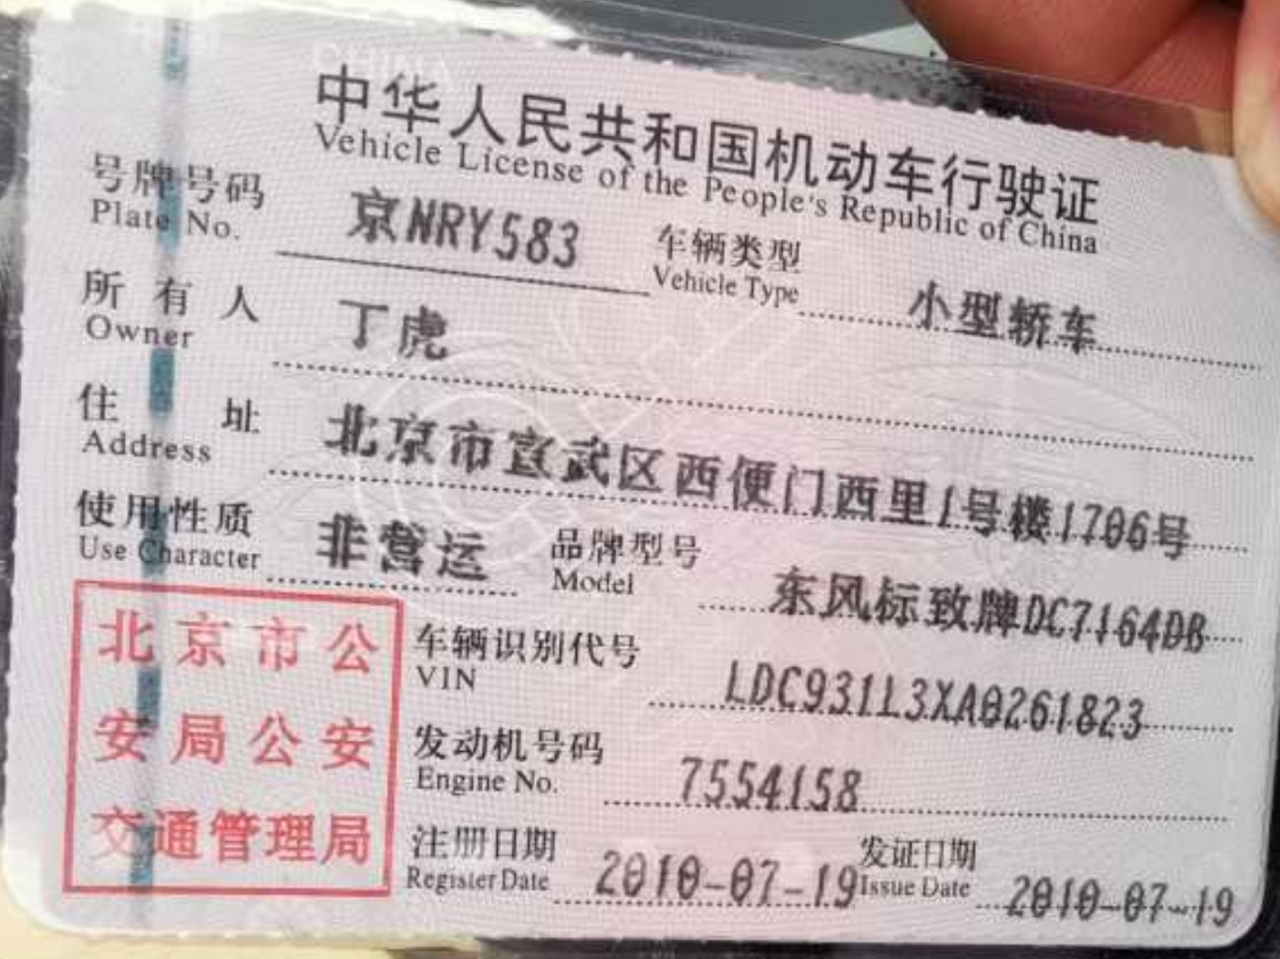 中华人民共和国机动车行驶证
Vehicle License of the People's Republic of China
号牌号码 京NRY583 车辆类型 小型轿车
Plate No. Vehicle Type
所有人 丁虎
Owner
住址 北京市宣武区西便门西里1号楼1706号
Address
使用性质 非营运 品牌型号 东风标致牌DC7164DB
Use Character Model
北京市公
安局公安
交通管理局
车辆识别代号 LDC931L3XA0261823
VIN
发动机号码 7554158
Engine No.
注册日期 2010-07-19 发证日期 2010-07-19
Register Date Issue Date